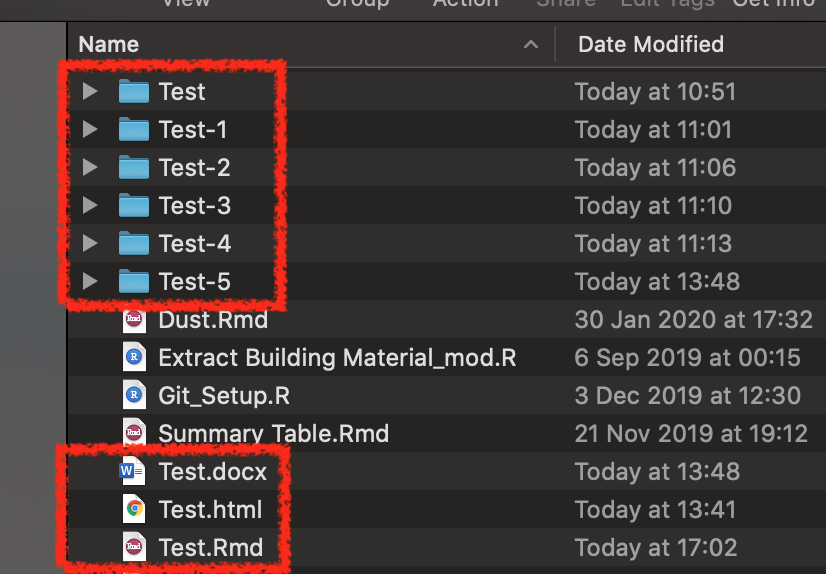 View Group Action Share Edit Tags Get Info
Name Date Modified
Test Today at 10:51
Test-1 Today at 11:01
Test-2 Today at 11:06
Test-3 Today at 11:10
Test-4 Today at 11:13
Test-5 Today at 13:48
Rmd Dust.Rmd 30 Jan 2020 at 17:32
R Extract Building Material_mod.R 6 Sep 2019 at 00:15
R Git_Setup.R 3 Dec 2019 at 12:30
Rmd Summary Table.Rmd 21 Nov 2019 at 19:12
W Test.docx Today at 13:48
Test.html Today at 13:41
Rmd Test.Rmd Today at 17:02